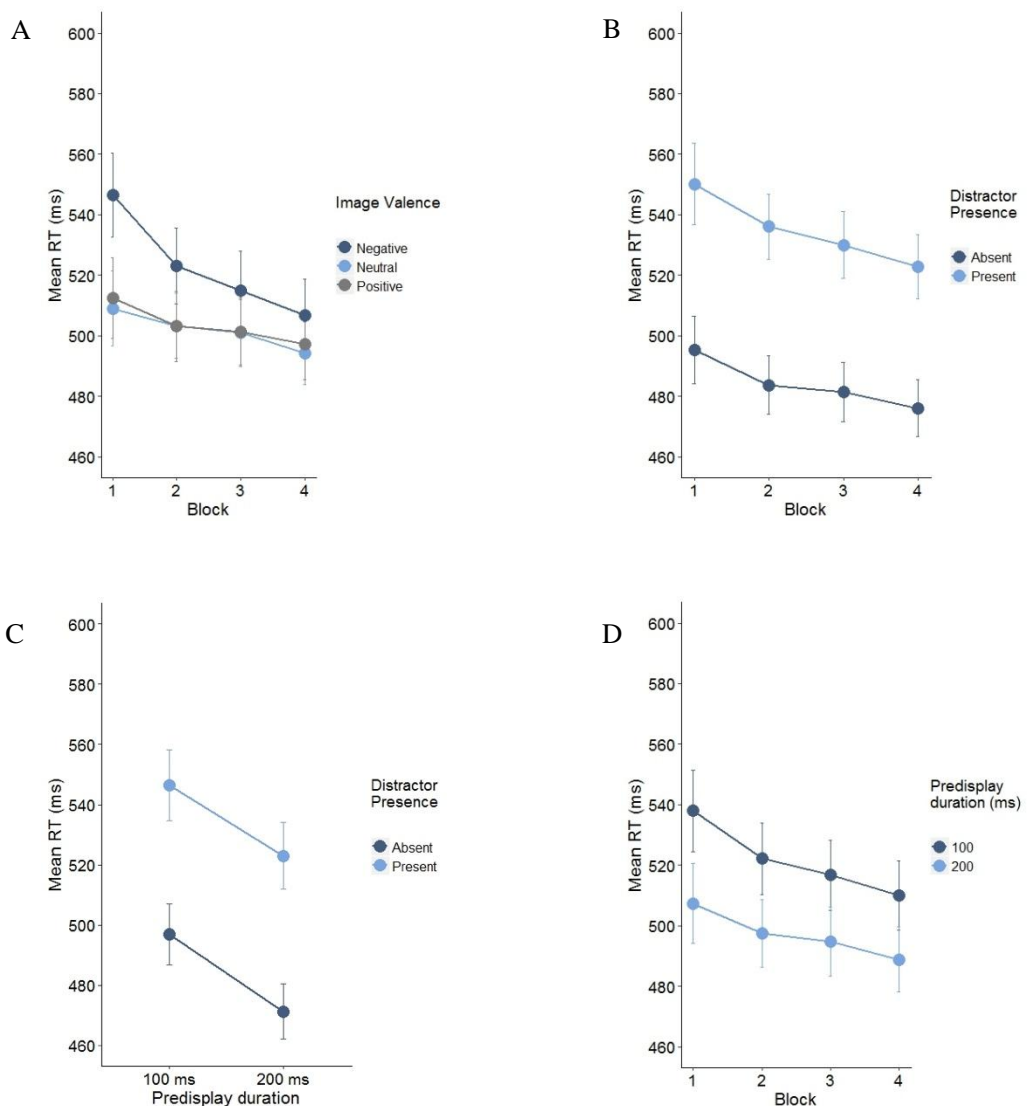 A
600
580
560
540
520
500
480
460
Mean RT (ms)
1 2 3 4
Block
Image Valence
Negative
Neutral
Positive
B
600
580
560
540
520
500
480
460
Mean RT (ms)
1 2 3 4
Block
Distractor
Presence
Absent
Present
C
600
580
560
540
520
500
480
460
Mean RT (ms)
100 ms 200 ms
Predisplay duration
Distractor
Presence
Absent
Present
D
600
580
560
540
520
500
480
460
Mean RT (ms)
1 2 3 4
Block
Predisplay
duration (ms)
100
200